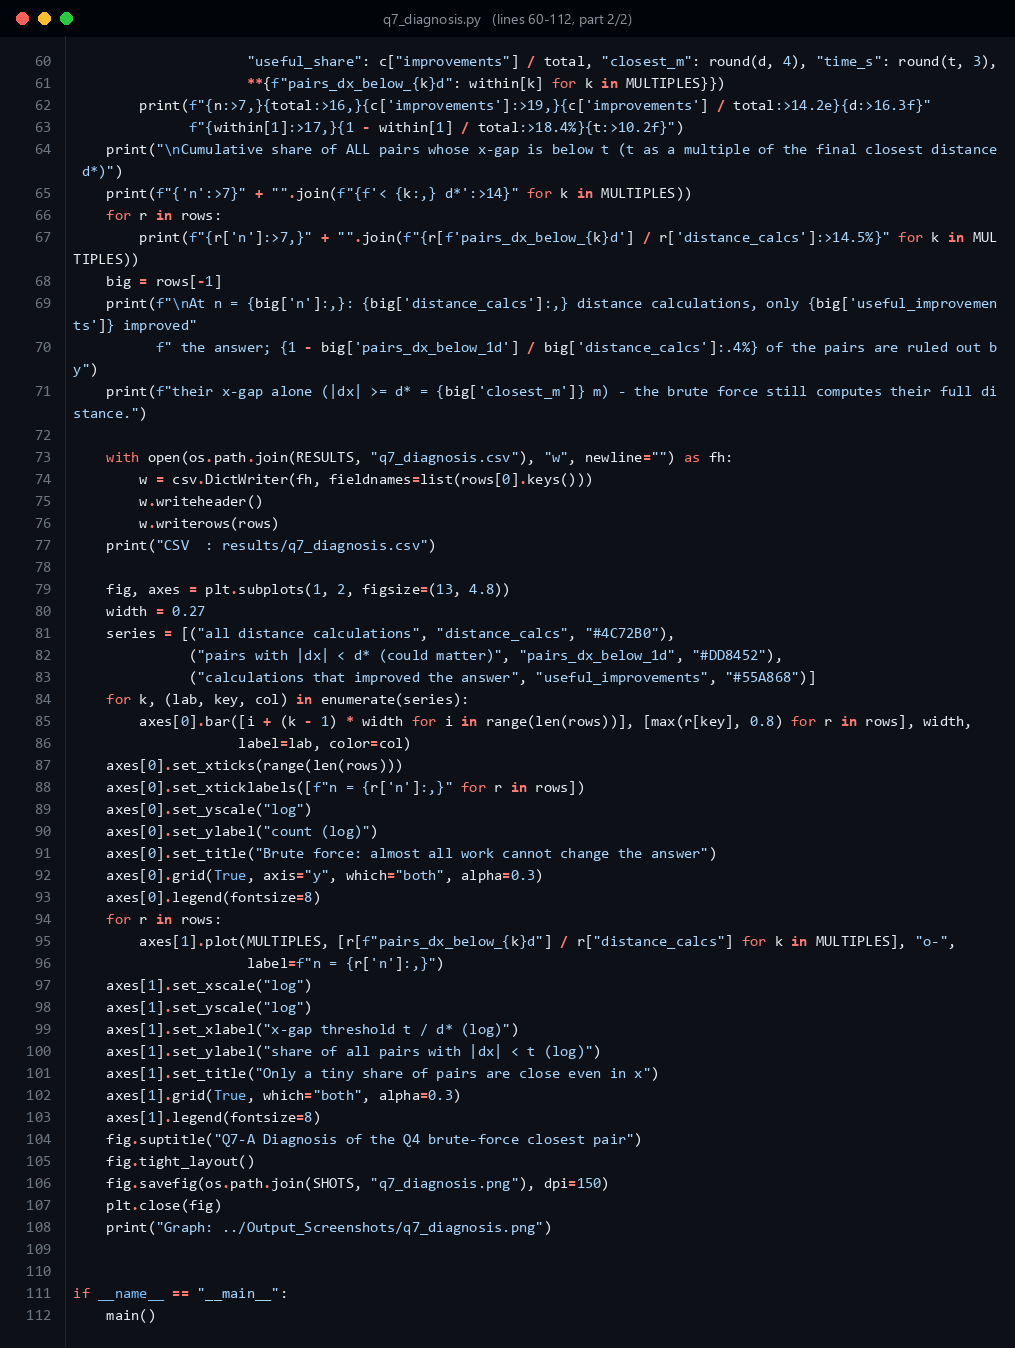 q7_diagnosis.py   (lines 60-112, part 2/2)
60                      "useful_share": c["improvements"] / total, "closest_m": round(d, 4), "time_s": round(t, 3),
61                      **{f"pairs_dx_below_{k}d": within[k] for k in MULTIPLES}})
62         print(f"{n:>7,}{total:>16,}{c['improvements']:>19,}{c['improvements'] / total:>14.2e}{d:>16.3f}"
63               f"{within[1]:>17,}{1 - within[1] / total:>18.4%}{t:>10.2f}")
64     print("\nCumulative share of ALL pairs whose x-gap is below t (t as a multiple of the final closest distance
 d*)")
65     print(f"{'n':>7}" + "".join(f"{f'< {k:,} d*':>14}" for k in MULTIPLES))
66     for r in rows:
67         print(f"{r['n']:>7,}" + "".join(f"{r[f'pairs_dx_below_{k}d'] / r['distance_calcs']:>14.5%}" for k in MUL
TIPLES))
68     big = rows[-1]
69     print(f"\nAt n = {big['n']:,}: {big['distance_calcs']:,} distance calculations, only {big['useful_improvemen
ts']} improved"
70           f" the answer; {1 - big['pairs_dx_below_1d'] / big['distance_calcs']:.4%} of the pairs are ruled out b
y")
71     print(f"their x-gap alone (|dx| >= d* = {big['closest_m']} m) - the brute force still computes their full di
stance.")
72
73     with open(os.path.join(RESULTS, "q7_diagnosis.csv"), "w", newline="") as fh:
74         w = csv.DictWriter(fh, fieldnames=list(rows[0].keys()))
75         w.writeheader()
76         w.writerows(rows)
77     print("CSV  : results/q7_diagnosis.csv")
78
79     fig, axes = plt.subplots(1, 2, figsize=(13, 4.8))
80     width = 0.27
81     series = [("all distance calculations", "distance_calcs", "#4C72B0"),
82               ("pairs with |dx| < d* (could matter)", "pairs_dx_below_1d", "#DD8452"),
83               ("calculations that improved the answer", "useful_improvements", "#55A868")]
84     for k, (lab, key, col) in enumerate(series):
85         axes[0].bar([i + (k - 1) * width for i in range(len(rows))], [max(r[key], 0.8) for r in rows], width,
86                     label=lab, color=col)
87     axes[0].set_xticks(range(len(rows)))
88     axes[0].set_xticklabels([f"n = {r['n']:,}" for r in rows])
89     axes[0].set_yscale("log")
90     axes[0].set_ylabel("count (log)")
91     axes[0].set_title("Brute force: almost all work cannot change the answer")
92     axes[0].grid(True, axis="y", which="both", alpha=0.3)
93     axes[0].legend(fontsize=8)
94     for r in rows:
95         axes[1].plot(MULTIPLES, [r[f"pairs_dx_below_{k}d"] / r["distance_calcs"] for k in MULTIPLES], "o-",
96                      label=f"n = {r['n']:,}")
97     axes[1].set_xscale("log")
98     axes[1].set_yscale("log")
99     axes[1].set_xlabel("x-gap threshold t / d* (log)")
100     axes[1].set_ylabel("share of all pairs with |dx| < t (log)")
101     axes[1].set_title("Only a tiny share of pairs are close even in x")
102     axes[1].grid(True, which="both", alpha=0.3)
103     axes[1].legend(fontsize=8)
104     fig.suptitle("Q7-A Diagnosis of the Q4 brute-force closest pair")
105     fig.tight_layout()
106     fig.savefig(os.path.join(SHOTS, "q7_diagnosis.png"), dpi=150)
107     plt.close(fig)
108     print("Graph: ../Output_Screenshots/q7_diagnosis.png")
109
110
111 if __name__ == "__main__":
112     main()